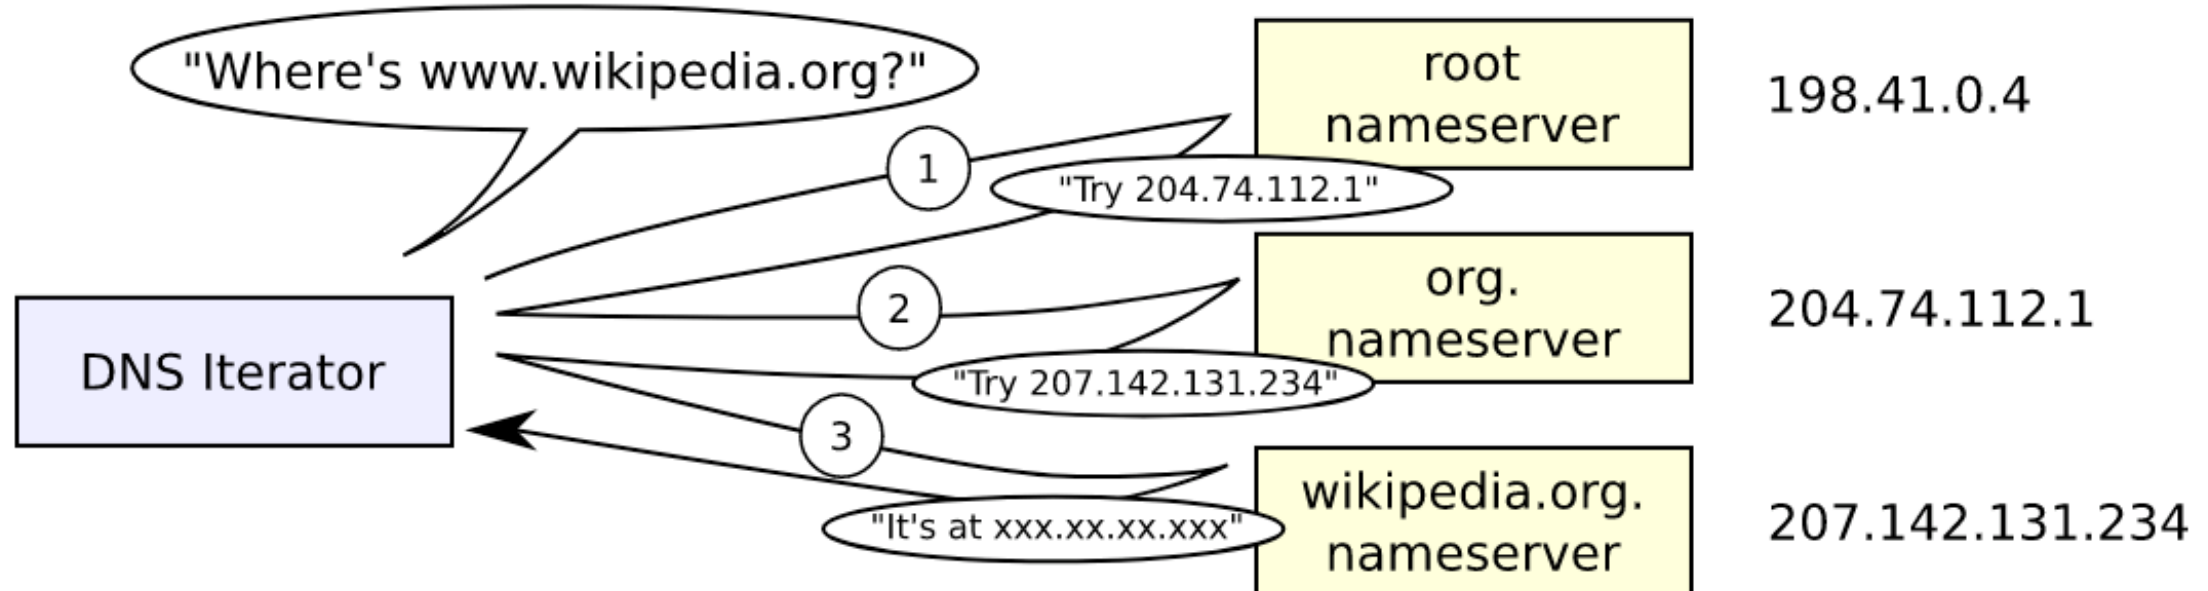 "Where's www.wikipedia.org?"
root
nameserver
198.41.0.4
1
"Try 204.74.112.1"
org.
nameserver
204.74.112.1
2
DNS Iterator
"Try 207.142.131.234"
3
wikipedia.org.
nameserver
207.142.131.234
"It's at xxx.xx.xx.xxx"